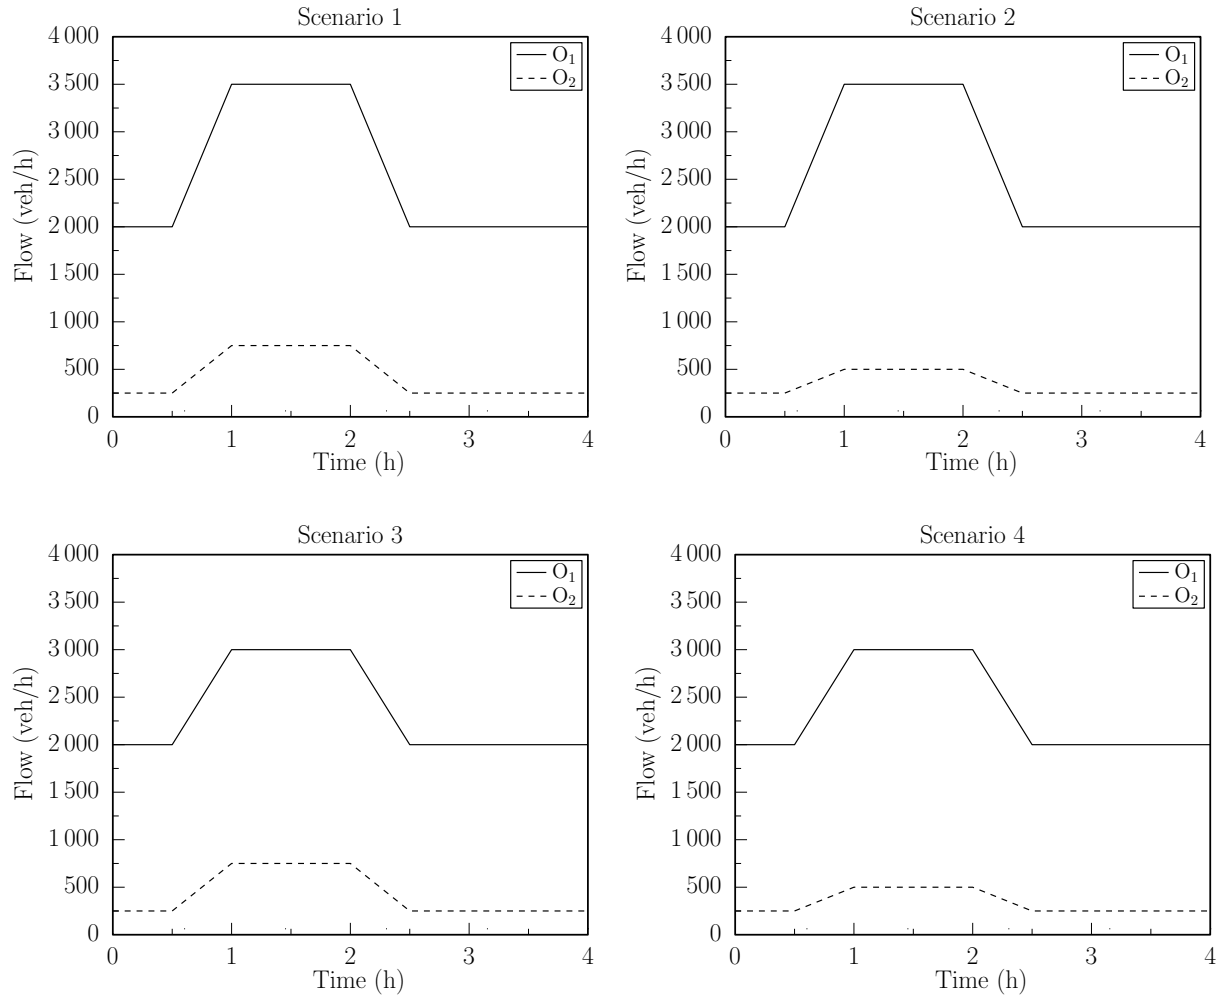 Scenario 1
4 000
3 500
3 000
2 500
2 000
1 500
1 000
500
0
Flow (veh/h)
O1
O2
0 1 2 3 4
Time (h)
Scenario 2
4 000
3 500
3 000
2 500
2 000
1 500
1 000
500
0
Flow (veh/h)
O1
O2
0 1 2 3 4
Time (h)
Scenario 3
4 000
3 500
3 000
2 500
2 000
1 500
1 000
500
0
Flow (veh/h)
O1
O2
0 1 2 3 4
Time (h)
Scenario 4
4 000
3 500
3 000
2 500
2 000
1 500
1 000
500
0
Flow (veh/h)
O1
O2
0 1 2 3 4
Time (h)